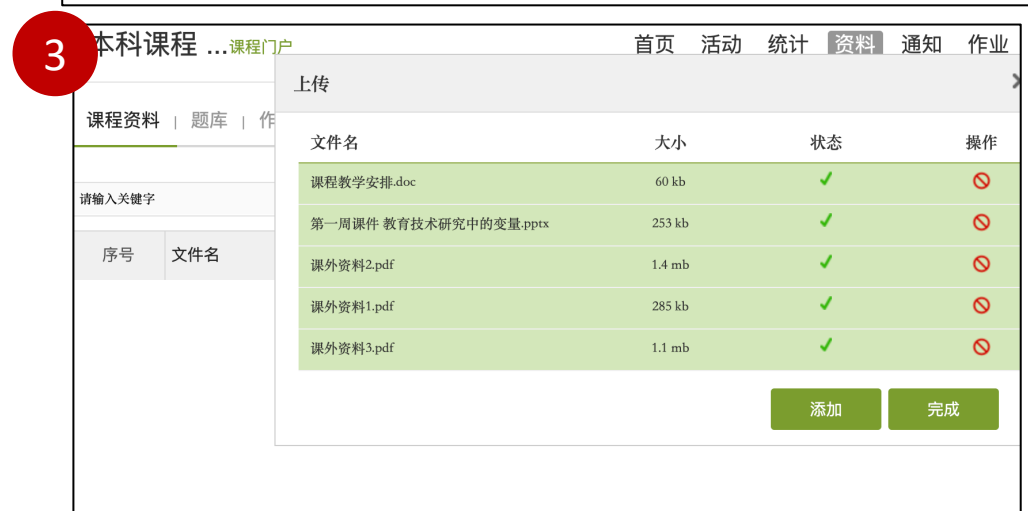 3
本科课程 ...课程门户 首页 活动 统计 资料 通知 作业
上传
课程资料 | 题库 | 作
文件名 大小 状态 操作
课程教学安排.doc 60 kb
请输入关键字
第一周课件 教育技术研究中的变量.pptx 253 kb
序号 文件名
课外资料2.pdf 1.4 mb
课外资料1.pdf 285 kb
课外资料3.pdf 1.1 mb
添加 完成